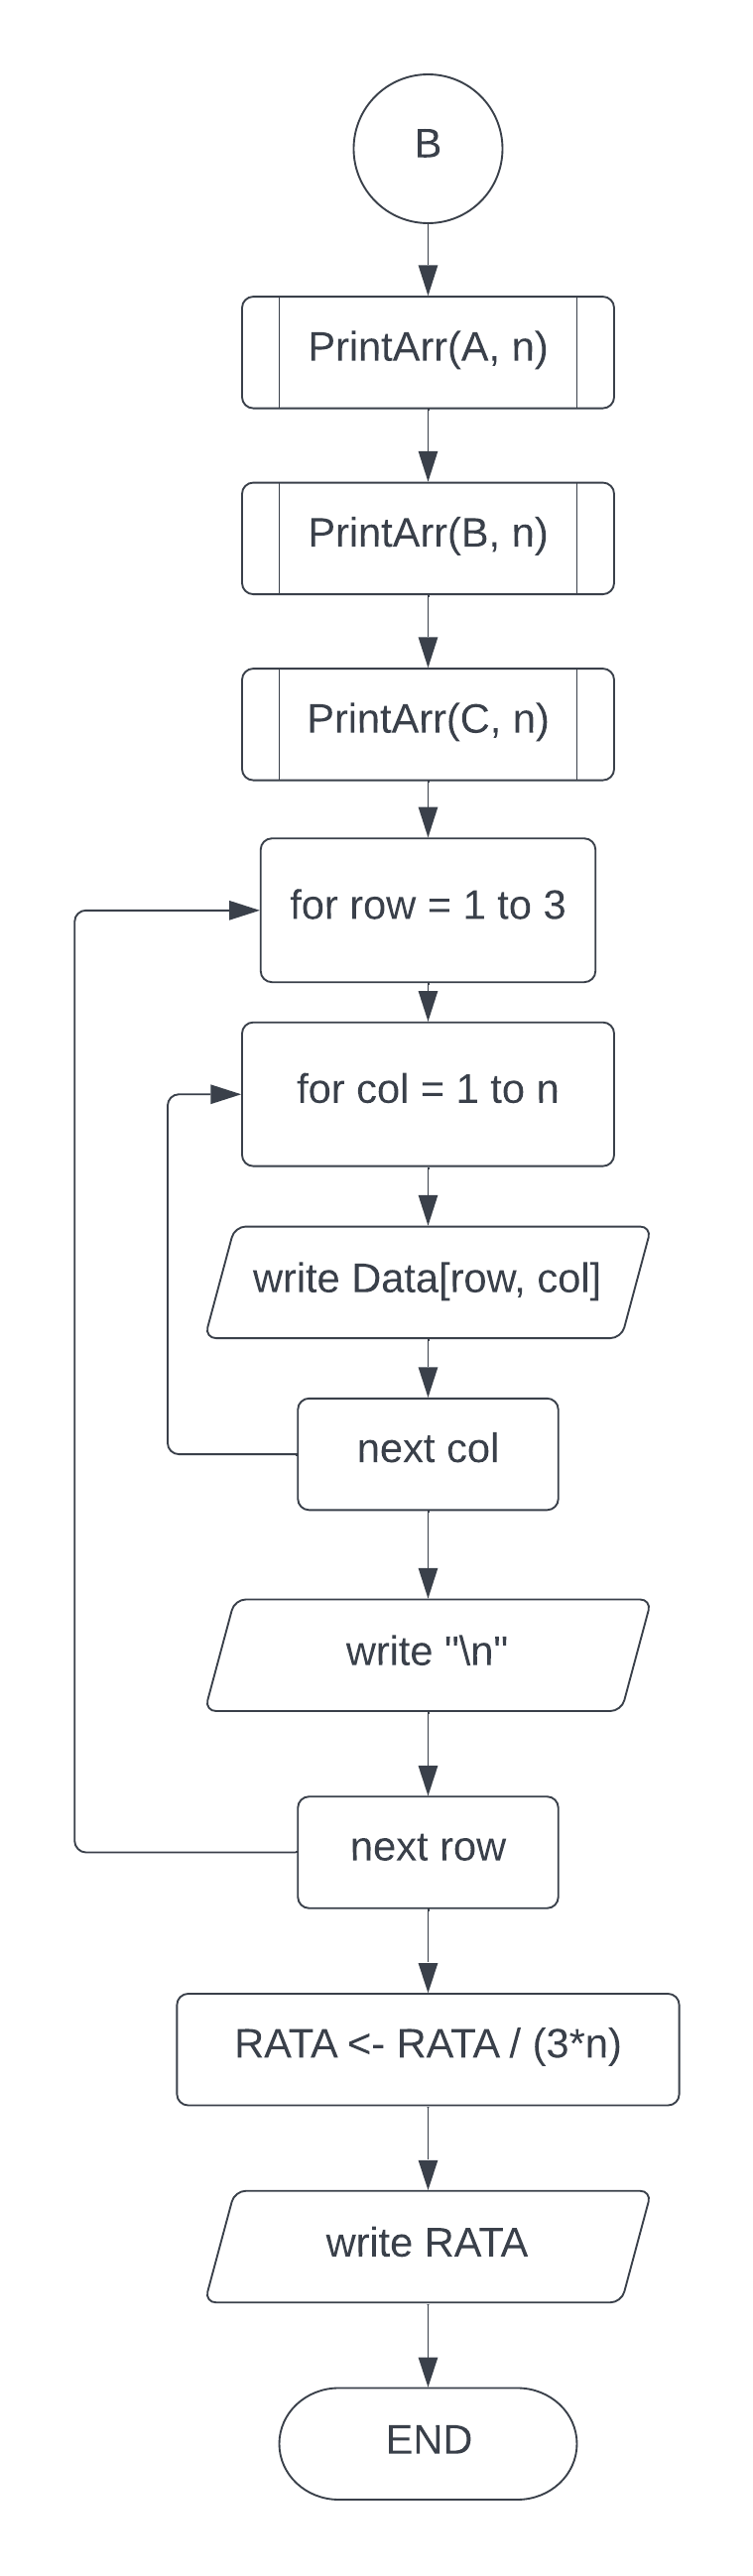 B
PrintArr(A, n)
PrintArr(B, n)
PrintArr(C, n)
for row = 1 to 3
for col = 1 to n
write Data[row, col]
next col
write "\n"
next row
RATA <- RATA / (3*n)
write RATA
END